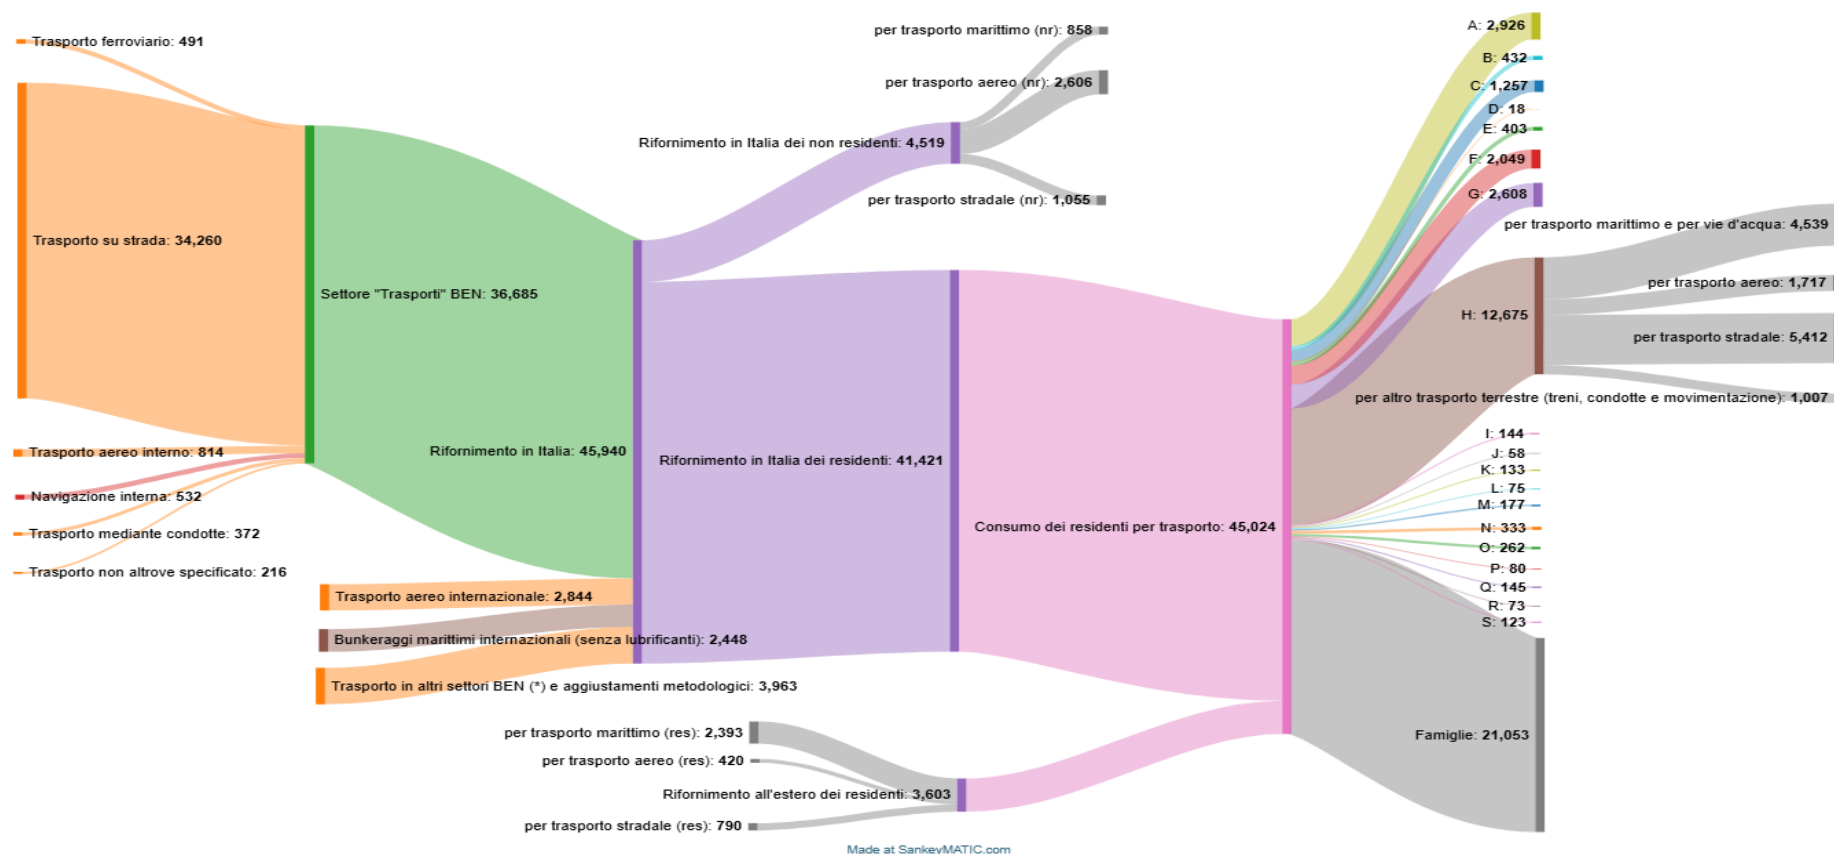 Trasporto ferroviario: 491
Trasporto su strada: 34,260
Trasporto aereo interno: 814
Navigazione interna: 532
Trasporto mediante condotte: 372
Trasporto non altrove specificato: 216
Settore "Trasporti" BEN: 36,685
Trasporto aereo internazionale: 2,844
Bunkeraggi marittimi internazionali (senza lubrificanti): 2,448
Trasporto in altri settori BEN (*) e aggiustamenti metodologici: 3,963
Rifornimento in Italia: 45,940
per trasporto marittimo (nr): 858
per trasporto aereo (nr): 2,606
Rifornimento in Italia dei non residenti: 4,519
per trasporto stradale (nr): 1,055
Rifornimento in Italia dei residenti: 41,421
per trasporto marittimo (res): 2,393
per trasporto aereo (res): 420
Rifornimento all'estero dei residenti: 3,603
per trasporto stradale (res): 790
Consumo dei residenti per trasporto: 45,024
A: 2,926
B: 432
C: 1,257
D: 18
E: 403
F: 2,049
G: 2,608
per trasporto marittimo e per vie d'acqua: 4,539
per trasporto aereo: 1,717
H: 12,675
per trasporto stradale: 5,412
per altro trasporto terrestre (treni, condotte e movimentazione): 1,007
I: 144
J: 58
K: 133
L: 75
M: 177
N: 333
O: 262
P: 80
Q: 145
R: 73
S: 123
Famiglie: 21,053
Made at SankeyMATIC.com